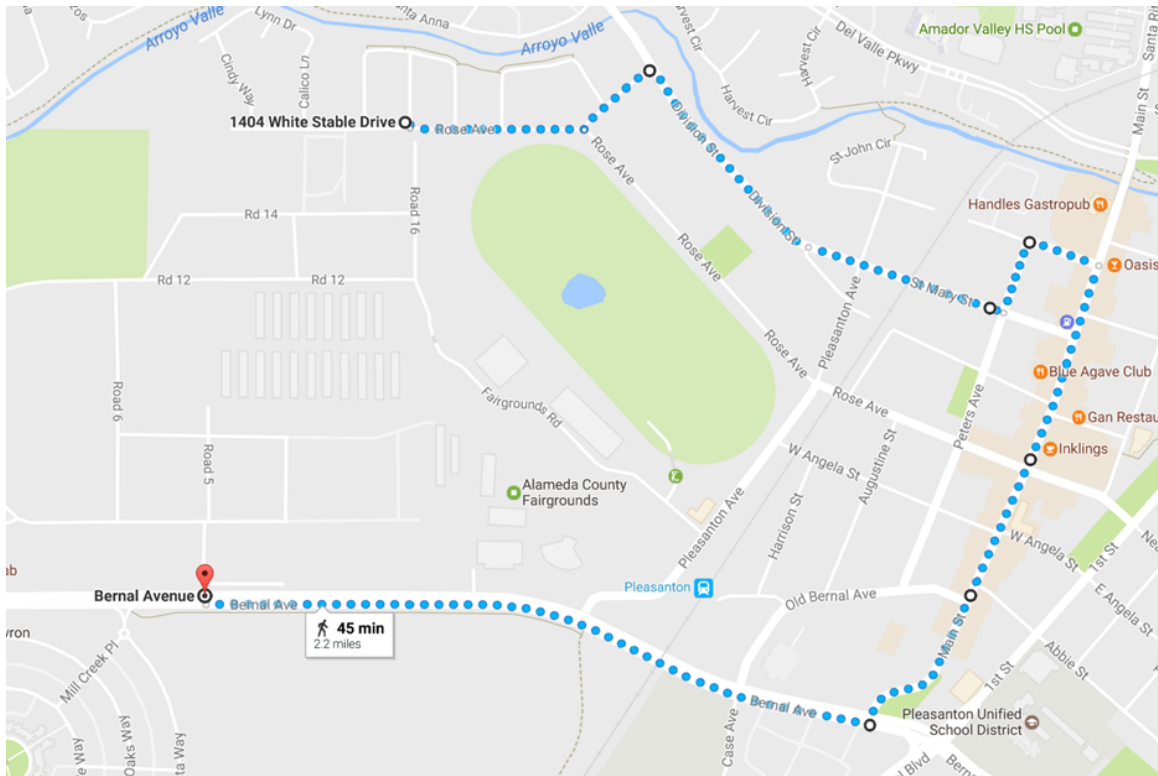 Lynn Dr
Santa Anna
Arroyo Valle
Arroyo Valle
Cindy Way
Calico Ln
Harvest Cir
Harvest Cir
Harvest Cir
Del Valle Pkwy
Amador Valley HS Pool
Main St
1404 White Stable Drive
Rose Ave
Division St
Division St
St John Cir
Rose Ave
Rose Ave
Rose Ave
Rose Ave
Road 16
Rd 14
Rd 12
Rd 12
Handles Gastropub
Oasis
St Mary St
Pleasanton Ave
Blue Agave Club
Gan Restau
Inklings
Peters Ave
Road 6
Road 5
Fairgrounds Rd
W Angela St
Augustine St
Harrison St
Alameda County
Fairgrounds
Pleasanton Ave
W Angela St
1st St
E Angela St
Bernal Avenue
Bernal Ave
45 min
2.2 miles
Pleasanton
Old Bernal Ave
Main St
Abbie St
1st St
Mill Creek Pl
Bernal Ave
Case Ave
Pleasanton Unified
School District